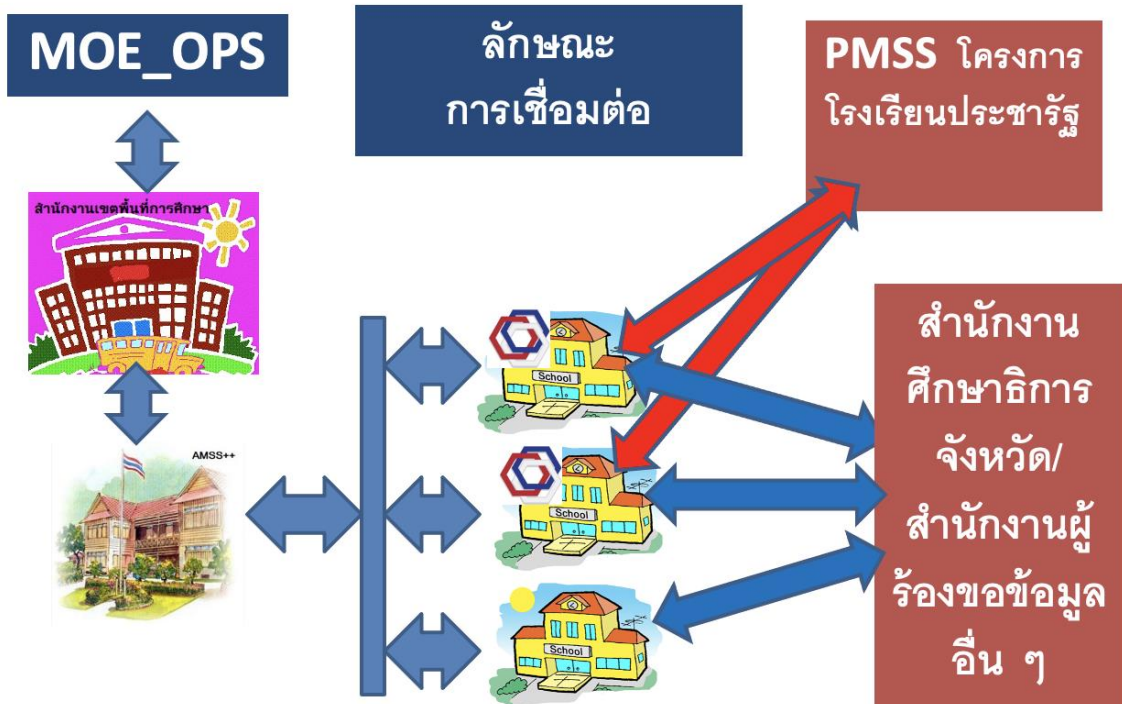 MOE_OPS
ลักษณะ
การเชื่อมต่อ
PMSS โครงการ
โรงเรียนประชารัฐ
สำนักงานเขตพื้นที่การศึกษา
School
AMSS++
School
School
สำนักงาน
ศึกษาธิการ
จังหวัด/
สำนักงานผู้
ร้องขอข้อมูล
อื่น ๆ